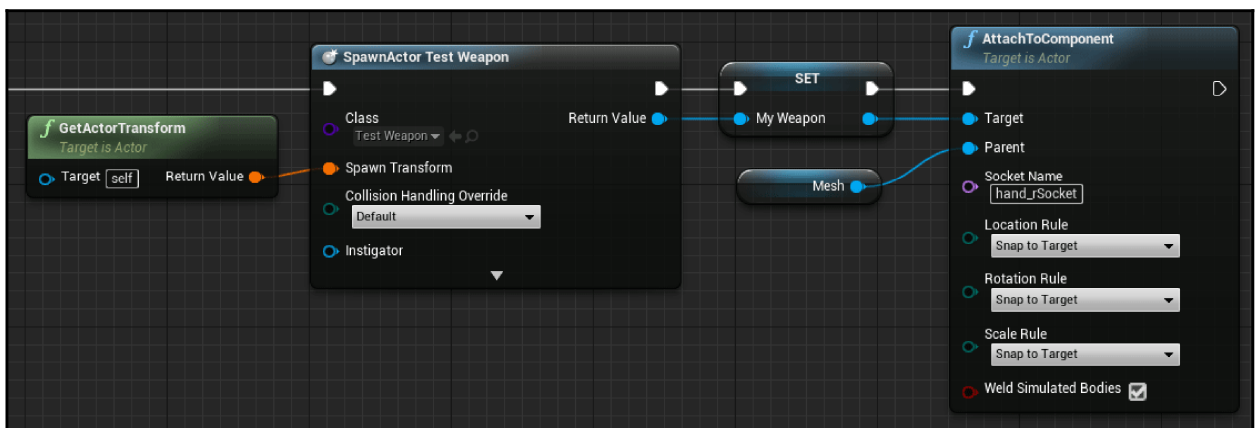 GetActorTransform
Target is Actor
Target self
Return Value
SpawnActor Test Weapon
Class
Test Weapon
Return Value
Spawn Transform
Collision Handling Override
Default
Instigator
SET
My Weapon
Mesh
AttachToComponent
Target is Actor
Target
Parent
Socket Name
hand_rSocket
Location Rule
Snap to Target
Rotation Rule
Snap to Target
Scale Rule
Snap to Target
Weld Simulated Bodies